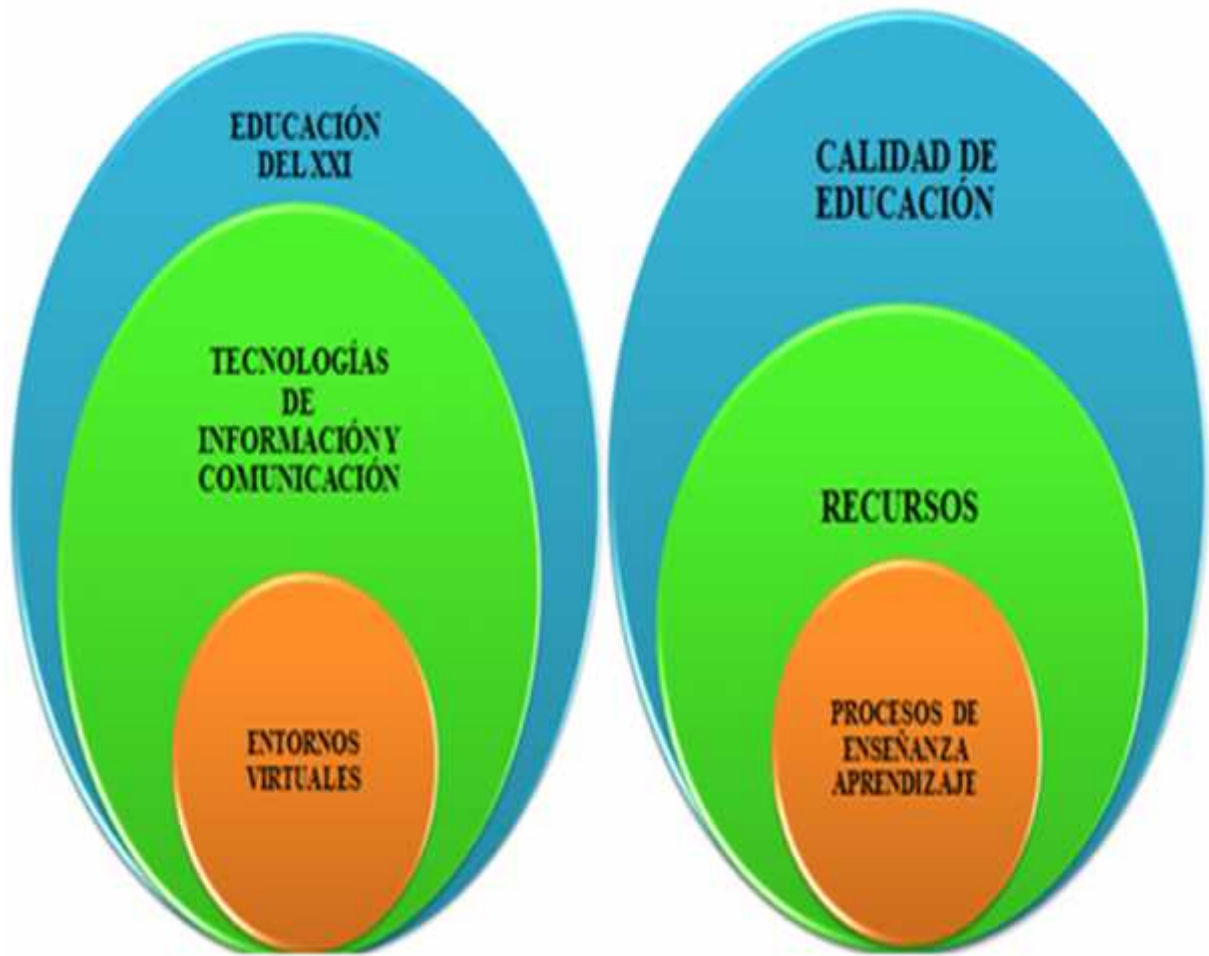 EDUCACIÓN
DEL XXI
TECNOLOGÍAS
DE
INFORMACIÓN Y
COMUNICACIÓN
ENTORNOS
VIRTUALES
CALIDAD DE
EDUCACIÓN
RECURSOS
PROCESOS DE
ENSEÑANZA
APRENDIZAJE